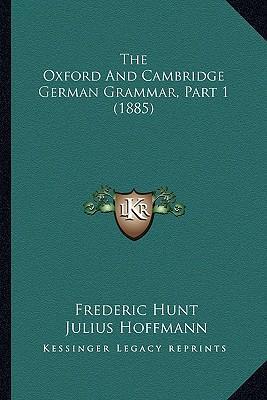 The
Oxford And Cambridge
German Grammar, Part 1
(1885)
LKR
Frederic Hunt
Julius Hoffmann
Kessinger Legacy Reprints